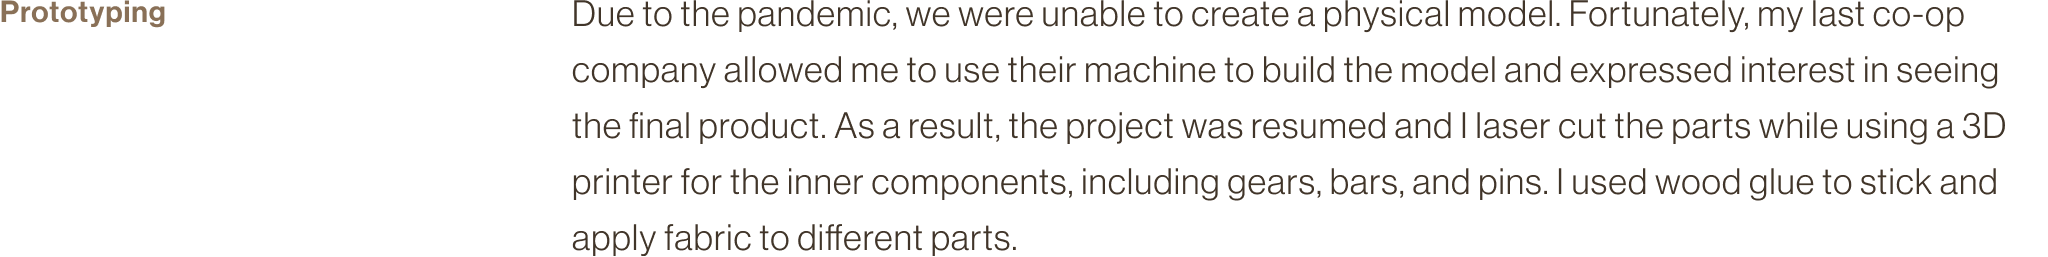 Prototyping
Due to the pandemic, we were unable to create a physical model. Fortunately, my last co-op
company allowed me to use their machine to build the model and expressed interest in seeing
the final product. As a result, the project was resumed and I laser cut the parts while using a 3D
printer for the inner components, including gears, bars, and pins. I used wood glue to stick and
apply fabric to different parts.